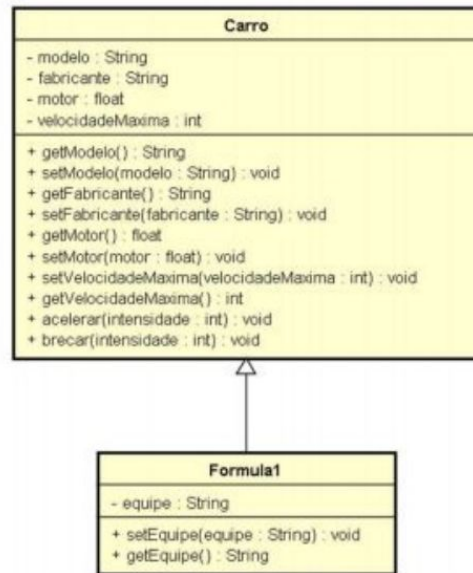 Carro
- modelo : String
- fabricante : String
- motor : float
- velocidadeMaxima : int
+ getModelo() : String
+ setModelo(modelo : String) : void
+ getFabricante() : String
+ setFabricante(fabricante : String) : void
+ getMotor() : float
+ setMotor(motor : float) : void
+ setVelocidadeMaxima(velocidadeMaxima : int) : void
+ getVelocidadeMaxima() : int
+ acelerar(intensidade : int) : void
+ brecar(intensidade : int) : void
Formula1
- equipe : String
+ setEquipe(equipe : String) : void
+ getEquipe() : String